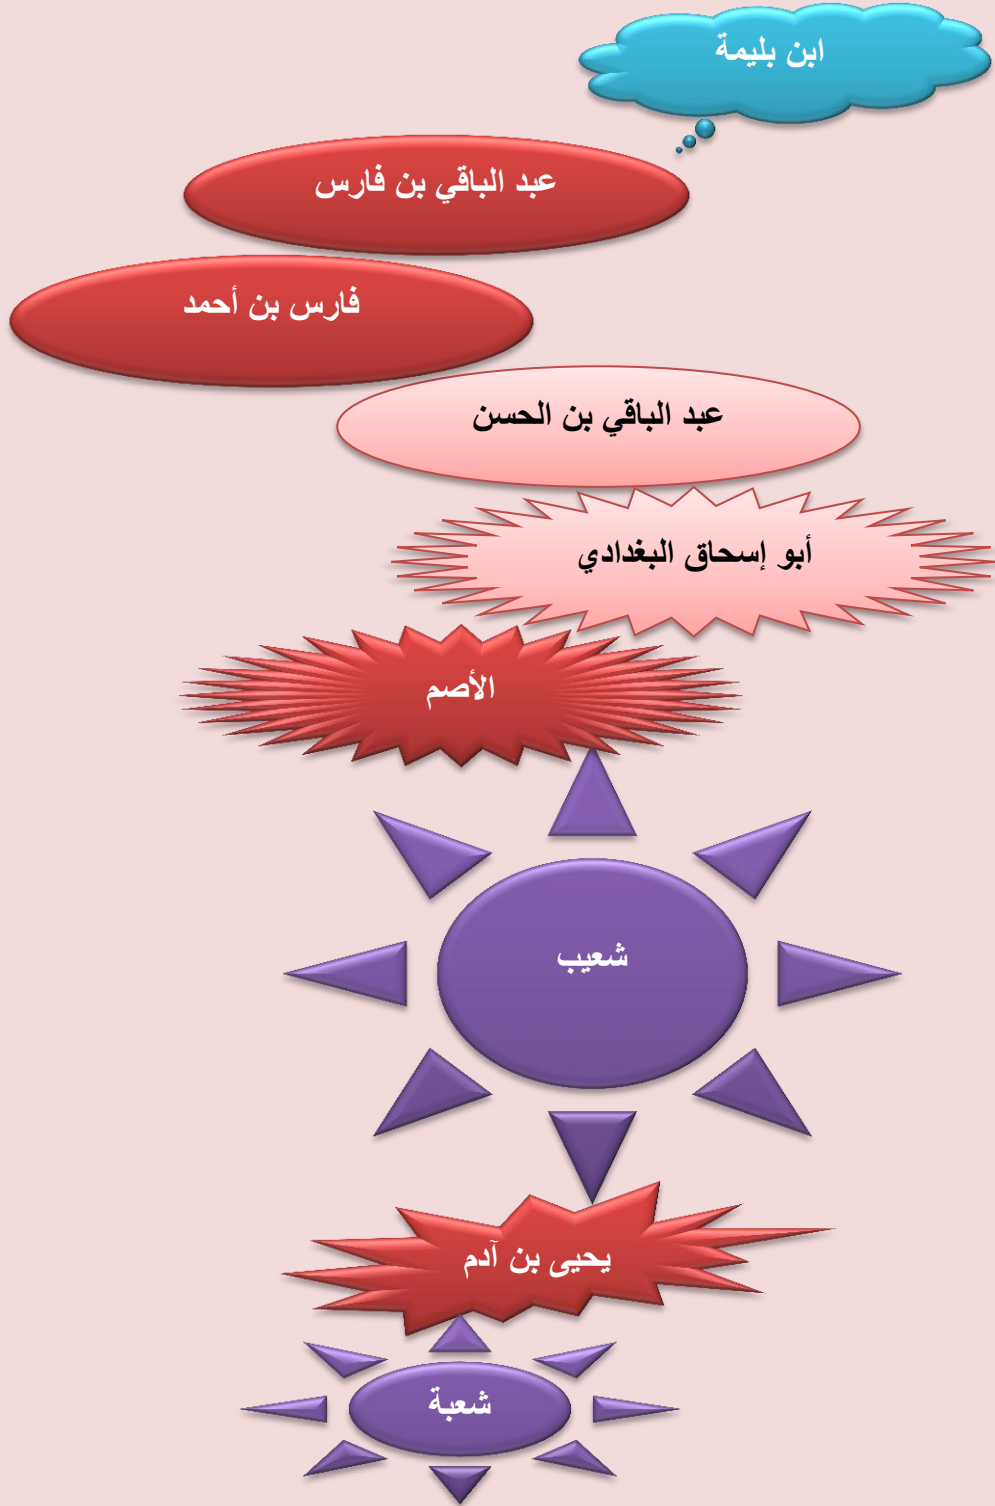 ابن بليمة
عبد الباقي بن فارس
فارس بن أحمد
عبد الباقي بن الحسن
أبو إسحاق البغدادي
الأصم
شعيب
يحيى بن آدم
شعبة